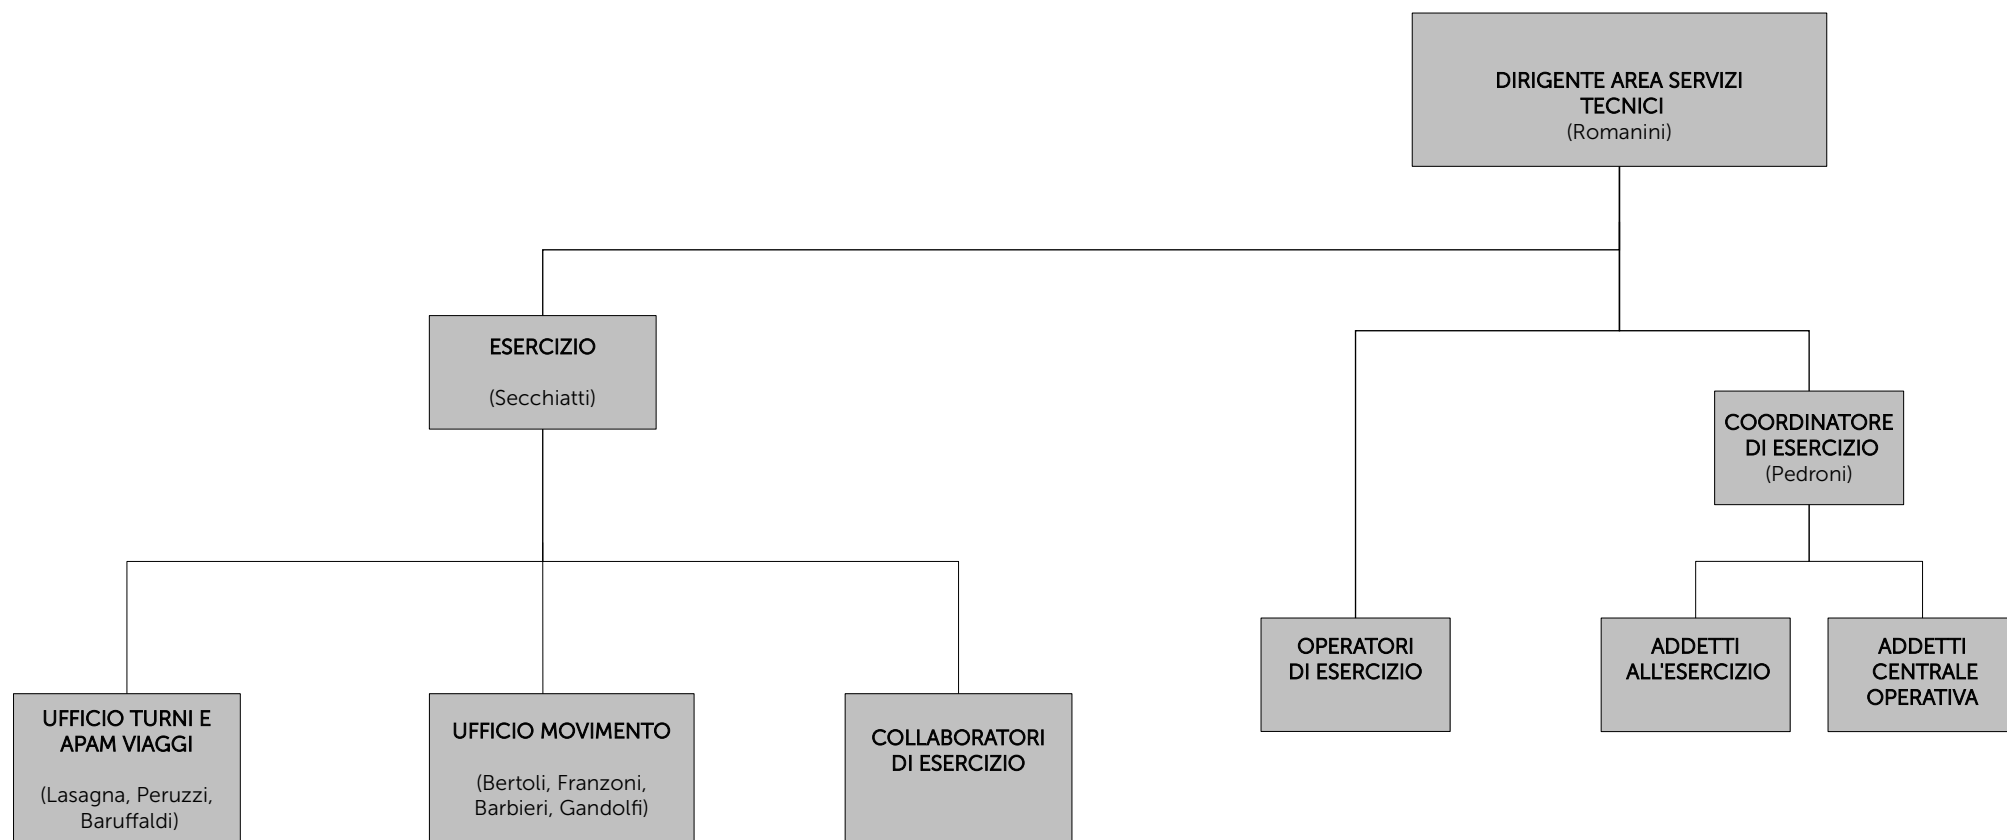 DIRIGENTE AREA SERVIZI
TECNICI
(Romanini)
ESERCIZIO
(Secchiatti)
COORDINATORE
DI ESERCIZIO
(Pedroni)
OPERATORI
DI ESERCIZIO
ADDETTI
ALL'ESERCIZIO
ADDETTI
CENTRALE
OPERATIVA
UFFICIO TURNI E
APAM VIAGGI
(Lasagna, Peruzzi,
Baruffaldi)
UFFICIO MOVIMENTO
(Bertoli, Franzoni,
Barbieri, Gandolfi)
COLLABORATORI
DI ESERCIZIO